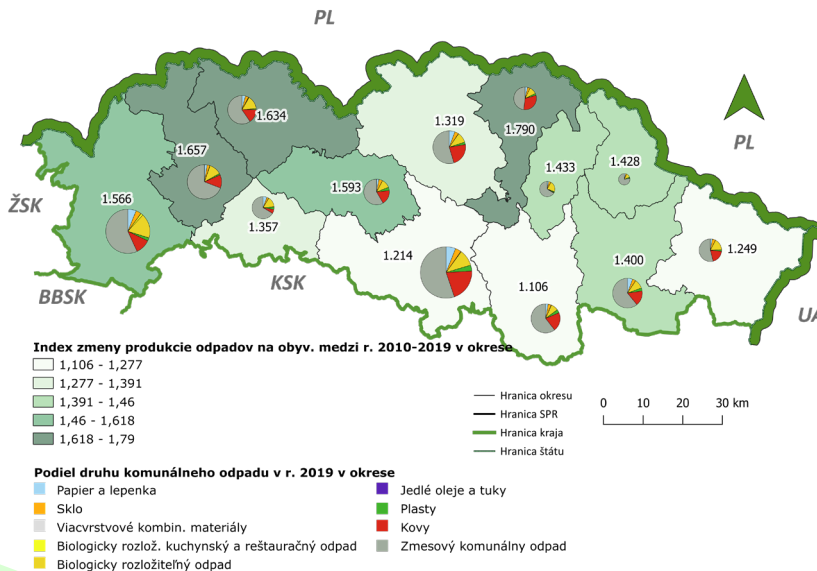 PL
1.634
1.319
1.790
1.657
1.433
1.428
PL
1.593
1.566
ŽSK
1.357
1.214
1.249
KSK
1.400
BBSK
1.106
UA
Index zmeny produkcie odpadov na obyv. medzi r. 2010-2019 v okrese
1,106 - 1,277
1,277 - 1,391
1,391 - 1,46
1,46 - 1,618
1,618 - 1,79
Hranica okresu
Hranica SPR
Hranica kraja
Hranica štátu
0 10 20 30 km
Podiel druhu komunálneho odpadu v r. 2019 v okrese
Papier a lepenka
Sklo
Viacvrstvové kombin. materiály
Biologicky rozlož. kuchynský a reštauračný odpad
Biologicky rozložiteľný odpad
Jedlé oleje a tuky
Plasty
Kovy
Zmesový komunálny odpad